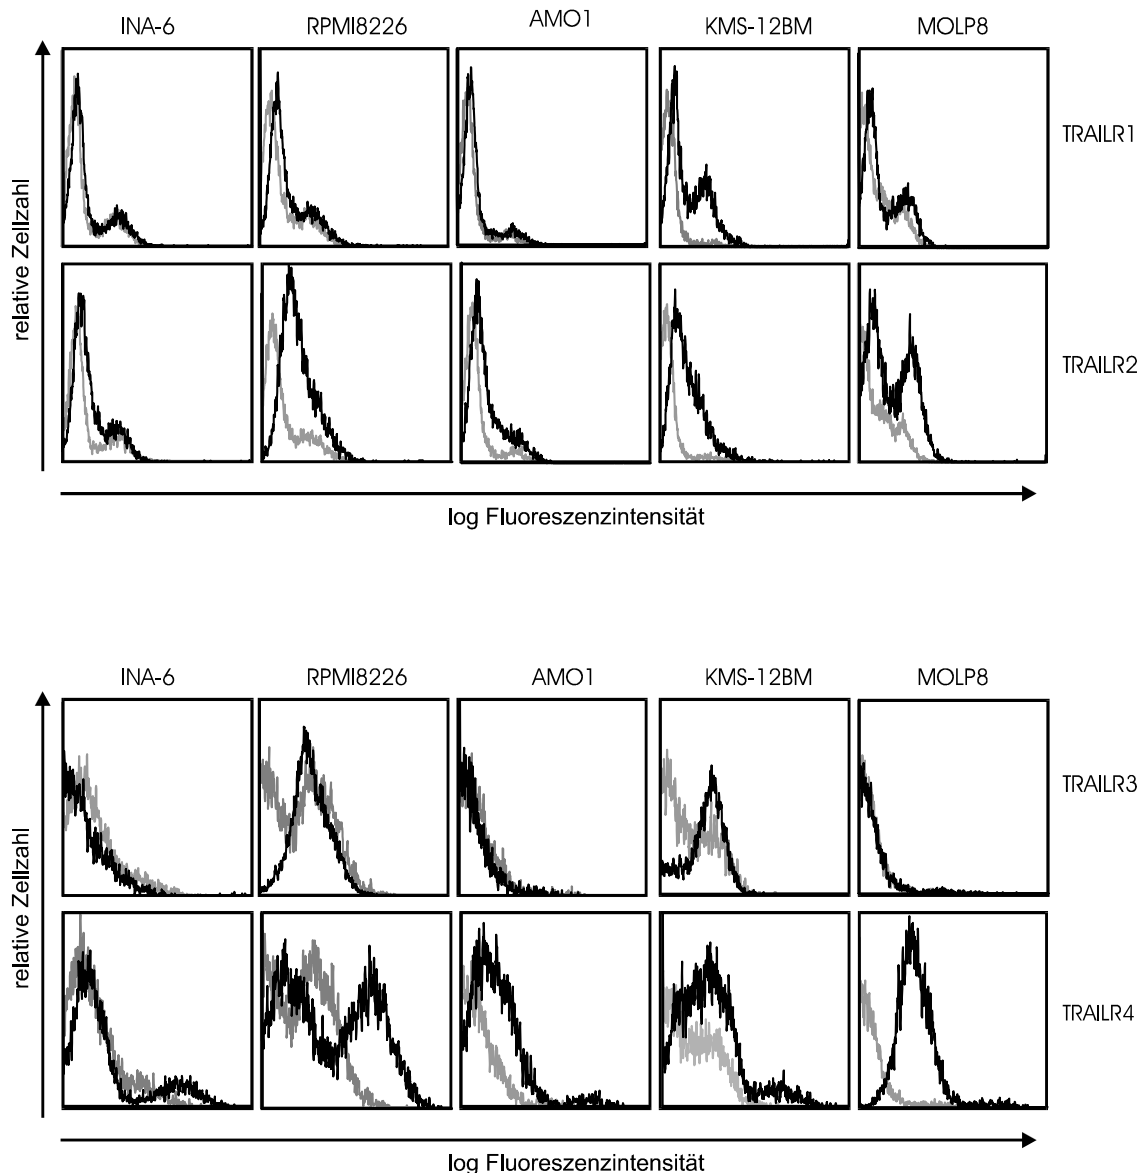 INA-6 RPMI8226 AMO1 KMS-12BM MOLP8
TRAILR1
TRAILR2
relative Zellzahl
log Fluoreszenzintensität
INA-6 RPMI8226 AMO1 KMS-12BM MOLP8
TRAILR3
TRAILR4
relative Zellzahl
log Fluoreszenzintensität